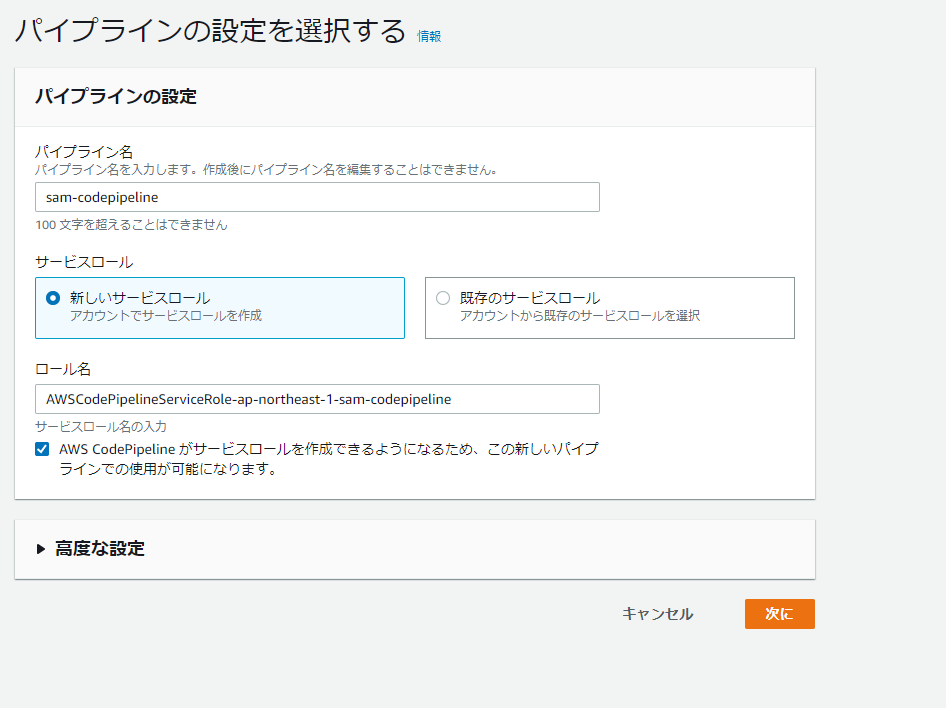 パイプラインの設定を選択する 情報
パイプラインの設定
パイプライン名
パイプライン名を入力します。作成後にパイプライン名を編集することはできません。
sam-codepipeline
100 文字を超えることはできません
サービスロール
新しいサービスロール
アカウントでサービスロールを作成
既存のサービスロール
アカウントから既存のサービスロールを選択
ロール名
AWSCodePipelineServiceRole-ap-northeast-1-sam-codepipeline
サービスロール名の入力
AWS CodePipeline がサービスロールを作成できるようになるため、この新しいパイプ
ラインでの使用が可能になります。
高度な設定
キャンセル
次に